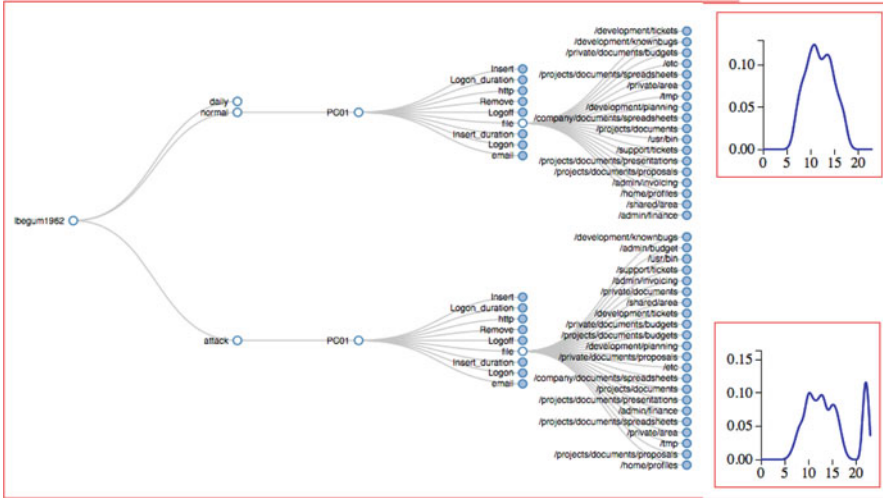 lbegum1962
daily
normal
attack
PC01
Insert
Logon_duration
http
Remove
Logoff
file
Insert_duration
Logon
email
/development/tickets
/development/knownbugs
/private/documents/budgets
/etc
/projects/documents/spreadsheets
/private/area
/tmp
/development/planning
/company/documents/spreadsheets
/projects/documents
/usr/bin
/support/tickets
/projects/documents/presentations
/projects/documents/proposals
/admin/invoicing
/home/profiles
/shared/area
/admin/finance
0.10
0.05
0.00
0 5 10 15 20
PC01
Insert
Logon_duration
http
Remove
Logoff
file
Insert_duration
Logon
email
/development/knownbugs
/admin/budget
/usr/bin
/support/tickets
/admin/invoicing
/private/documents
/shared/area
/development/tickets
/private/documents/budgets
/projects/documents/budgets
/development/planning
/private/documents/proposals
/etc
/company/documents/spreadsheets
/projects/documents
/projects/documents/presentations
/admin/finance
/projects/documents/spreadsheets
/private/area
/tmp
/projects/documents/proposals
/home/profiles
0.15
0.10
0.05
0.00
0 5 10 15 20